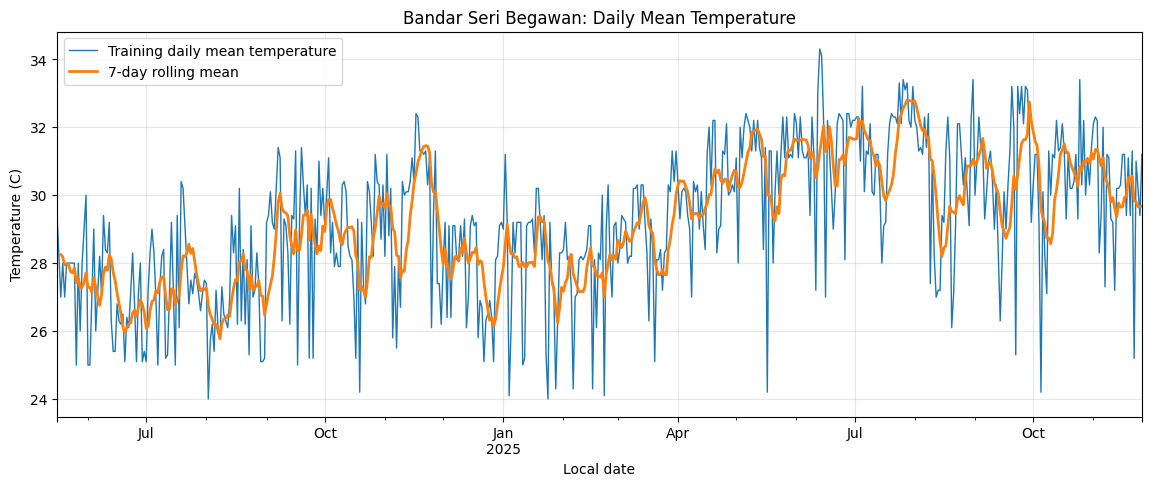 Bandar Seri Begawan: Daily Mean Temperature
Training daily mean temperature
7-day rolling mean
Temperature (C)
34
32
30
28
26
24
Jul
Oct
Jan
2025
Apr
Jul
Oct
Local date